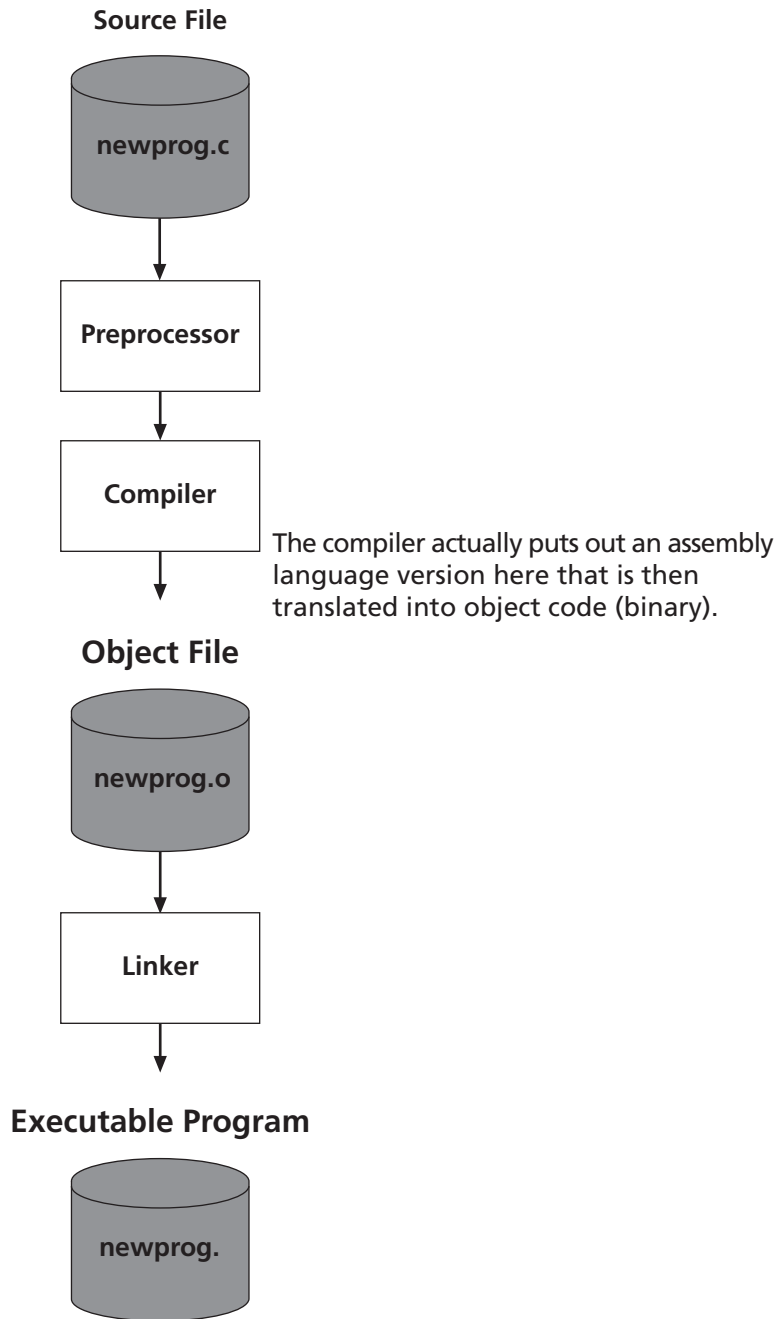 Source File
newprog.c
Preprocessor
Compiler
The compiler actually puts out an assembly
language version here that is then
translated into object code (binary).
Object File
newprog.o
Linker
Executable Program
newprog.